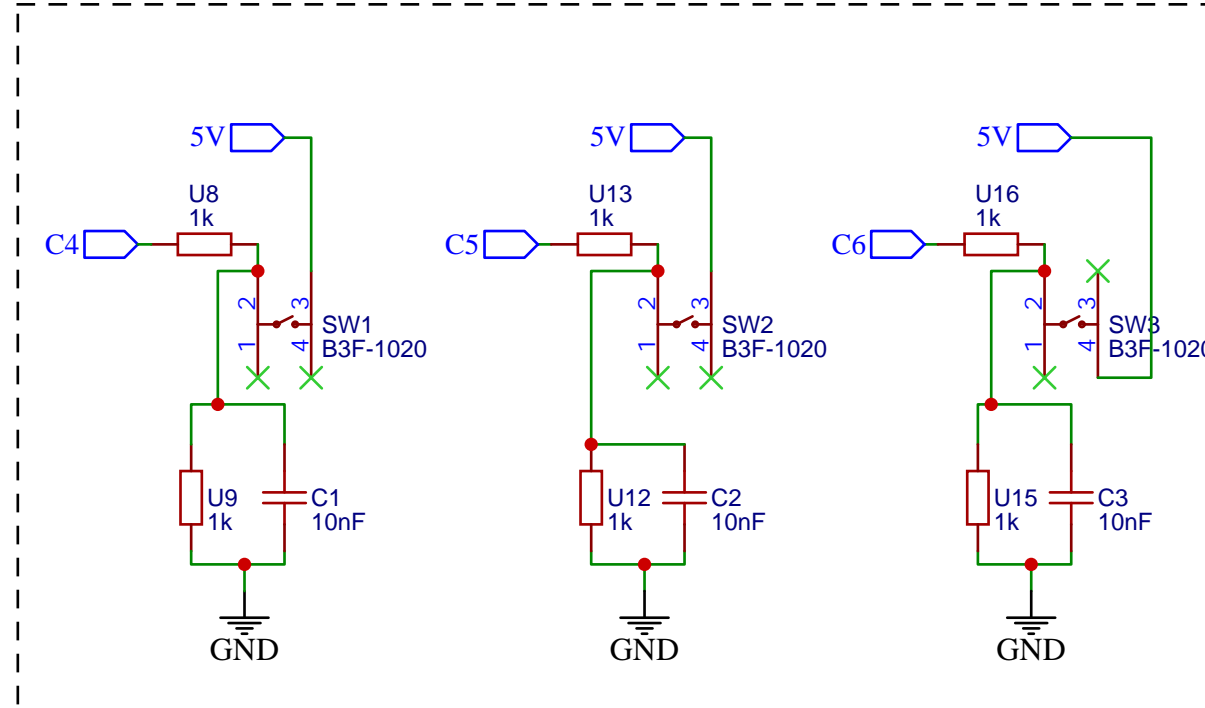 5V
5V
5V
U8
1k
U13
1k
U16
1k
C4
C5
C6
2
3
1
4
SW1
B3F-1020
2
3
1
4
SW2
B3F-1020
2
3
1
4
SW3
B3F-1020
U9
1k
C1
10nF
U12
1k
C2
10nF
U15
1k
C3
10nF
GND
GND
GND